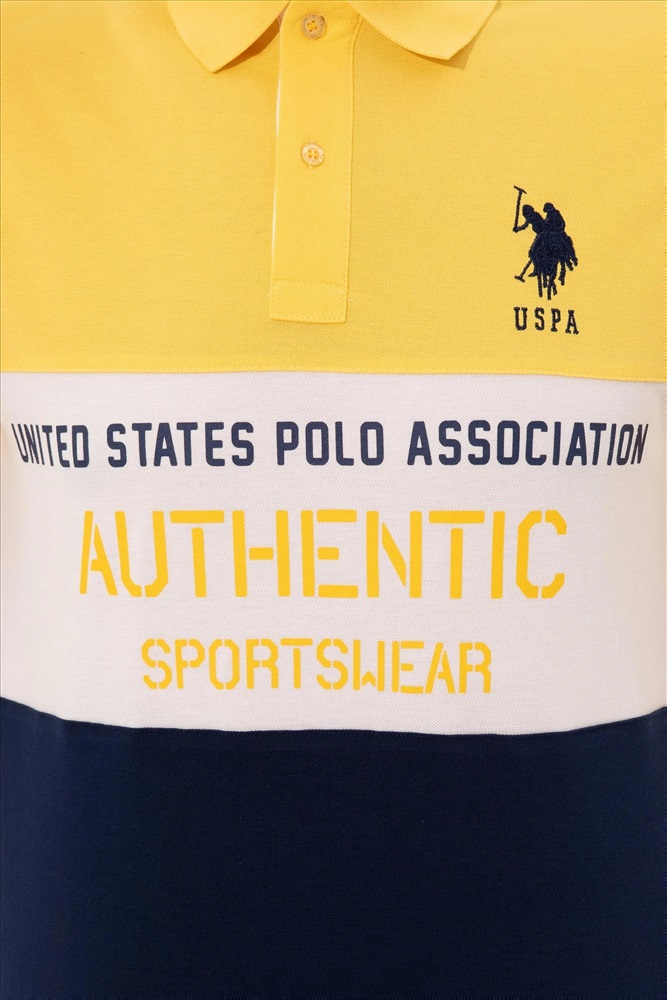 USPA
UNITED STATES POLO ASSOCIATION
AUTHENTIC
SPORTSWEAR